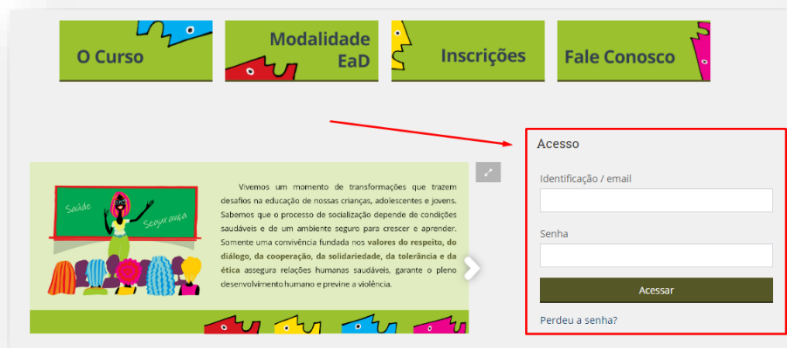 O Curso
Modalidade
EaD
Inscrições
Fale Conosco
Acesso
Identificação / email
Senha
Acessar
Perdeu a senha?
Saúde
Segurança
Vivemos um momento de transformações que trazem
desafios na educação de nossas crianças, adolescentes e jovens.
Sabemos que o processo de socialização depende de condições
saudáveis e de um ambiente seguro para crescer e aprender.
Somente uma convivência fundada nos valores do respeito, do
diálogo, da cooperação, da solidariedade, da tolerância e da
ética assegura relações humanas saudáveis, garante o pleno
desenvolvimento humano e previne a violência.